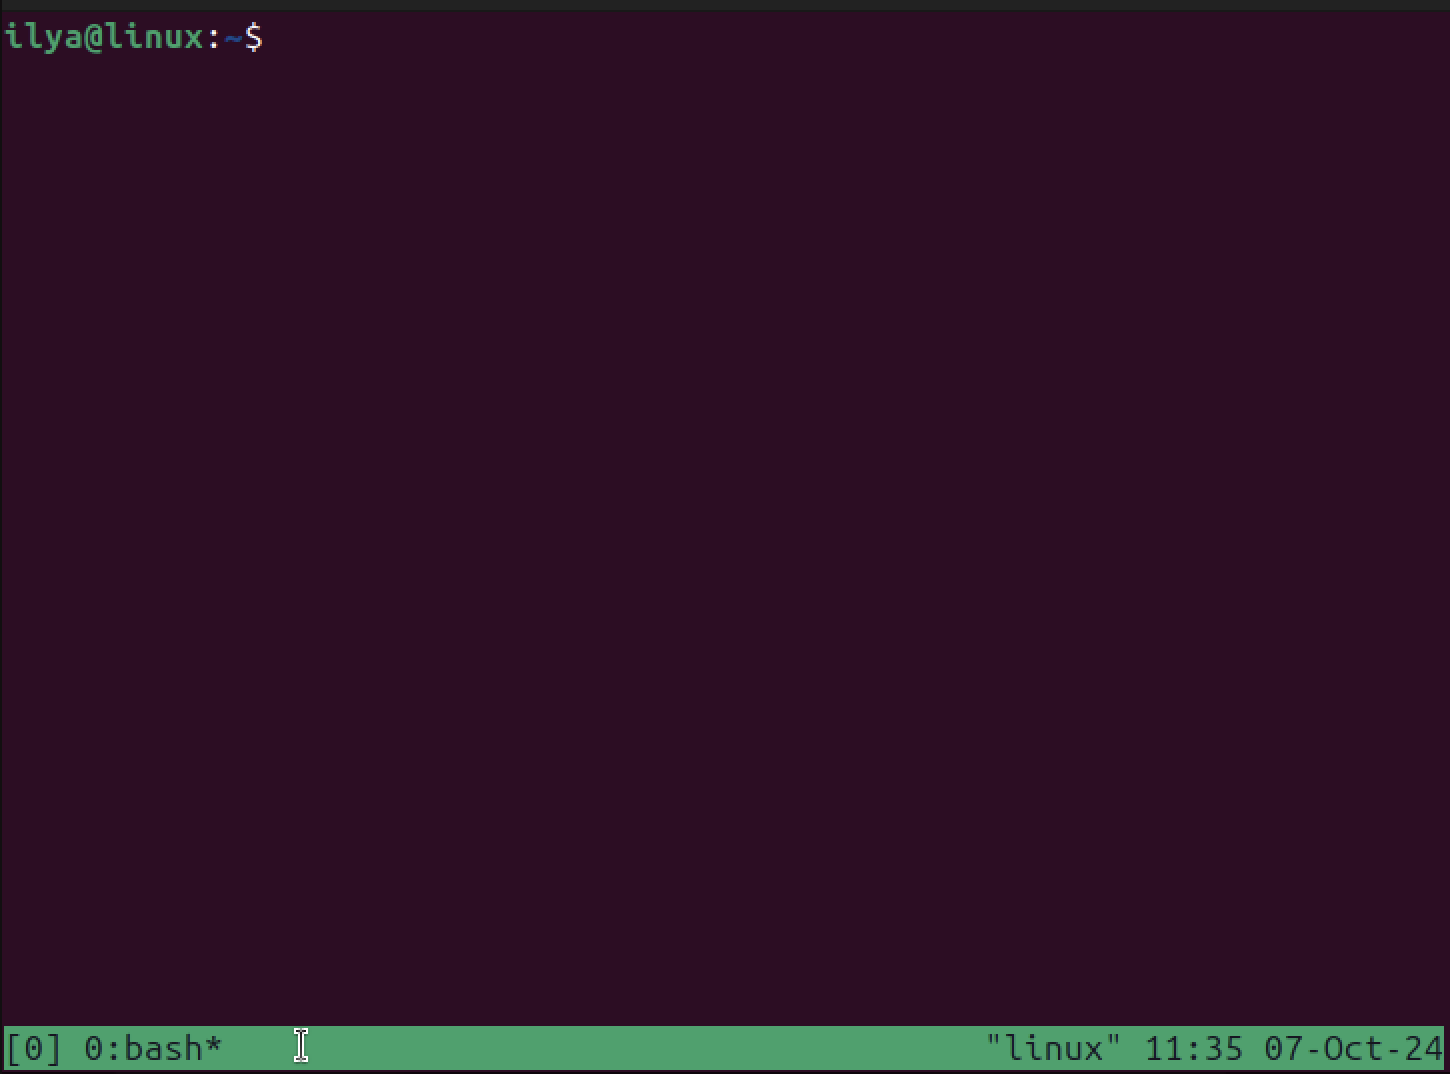 ilya@linux:~$
[0] 0:bash* "linux" 11:35 07-Oct-24